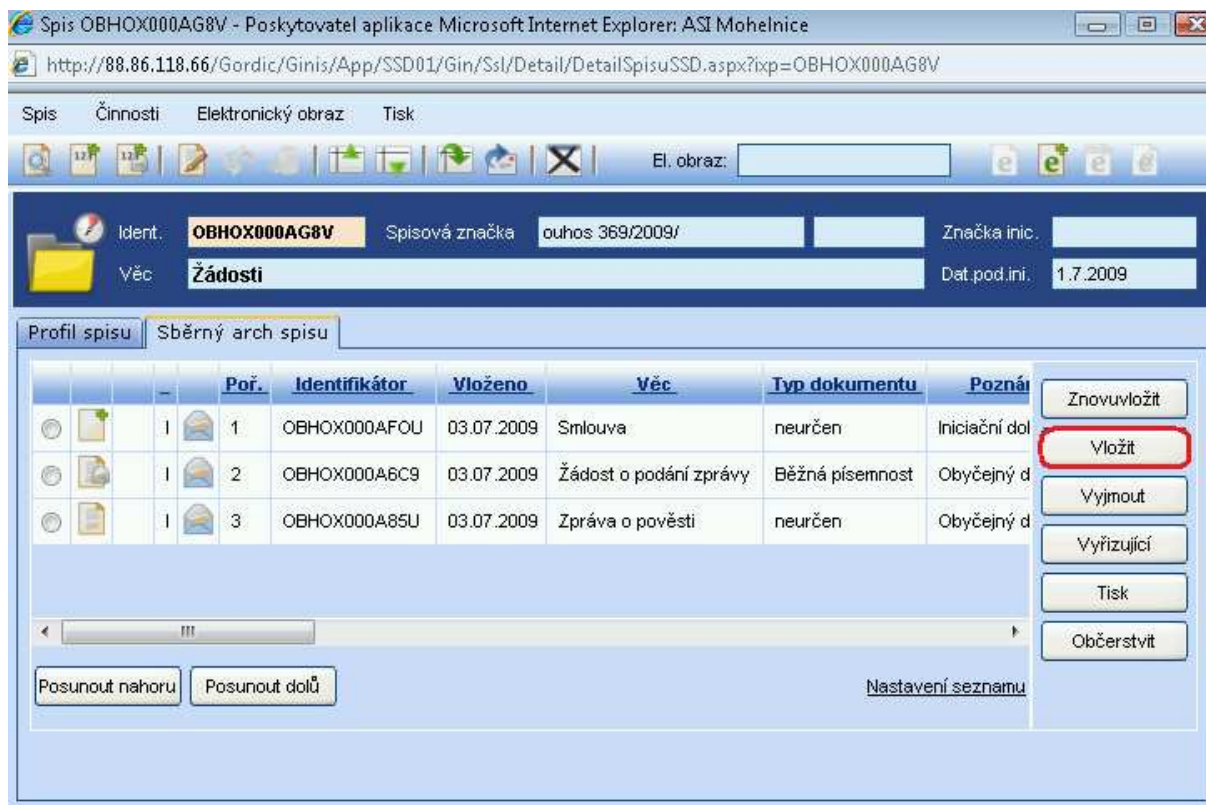 Spis OBHOX000AG8V - Poskytovatel aplikace Microsoft Internet Explorer: ASI Mohelnice
http://88.86.118.66/Gordic/Ginis/App/SSD01/Gin/Ssl/Detail/DetailSpisuSSD.aspx?ixp=OBHOX000AG8V
Spis Činnosti Elektronický obraz Tisk
El. obraz:
Ident. OBHOX000AG8V Spisová značka ouhos 369/2009/ Značka inic.
Věc Žádosti Dat.pod.ini. 1.7.2009
Profil spisu Sběrný arch spisu
_ Poř. Identifikátor Vloženo Věc Typ dokumentu Poznám
I 1 OBHOX000AFOU 03.07.2009 Smlouva neurčen Iniciační dol
I 2 OBHOX000A6C9 03.07.2009 Žádost o podání zprávy Běžná písemnost Obyčejný d
I 3 OBHOX000A85U 03.07.2009 Zpráva o pověsti neurčen Obyčejný d
Znovuvložit
Vložit
Vyjmout
Vyřizující
Tisk
Občerstvit
Posunout nahoru Posunout dolů Nastavení seznamu